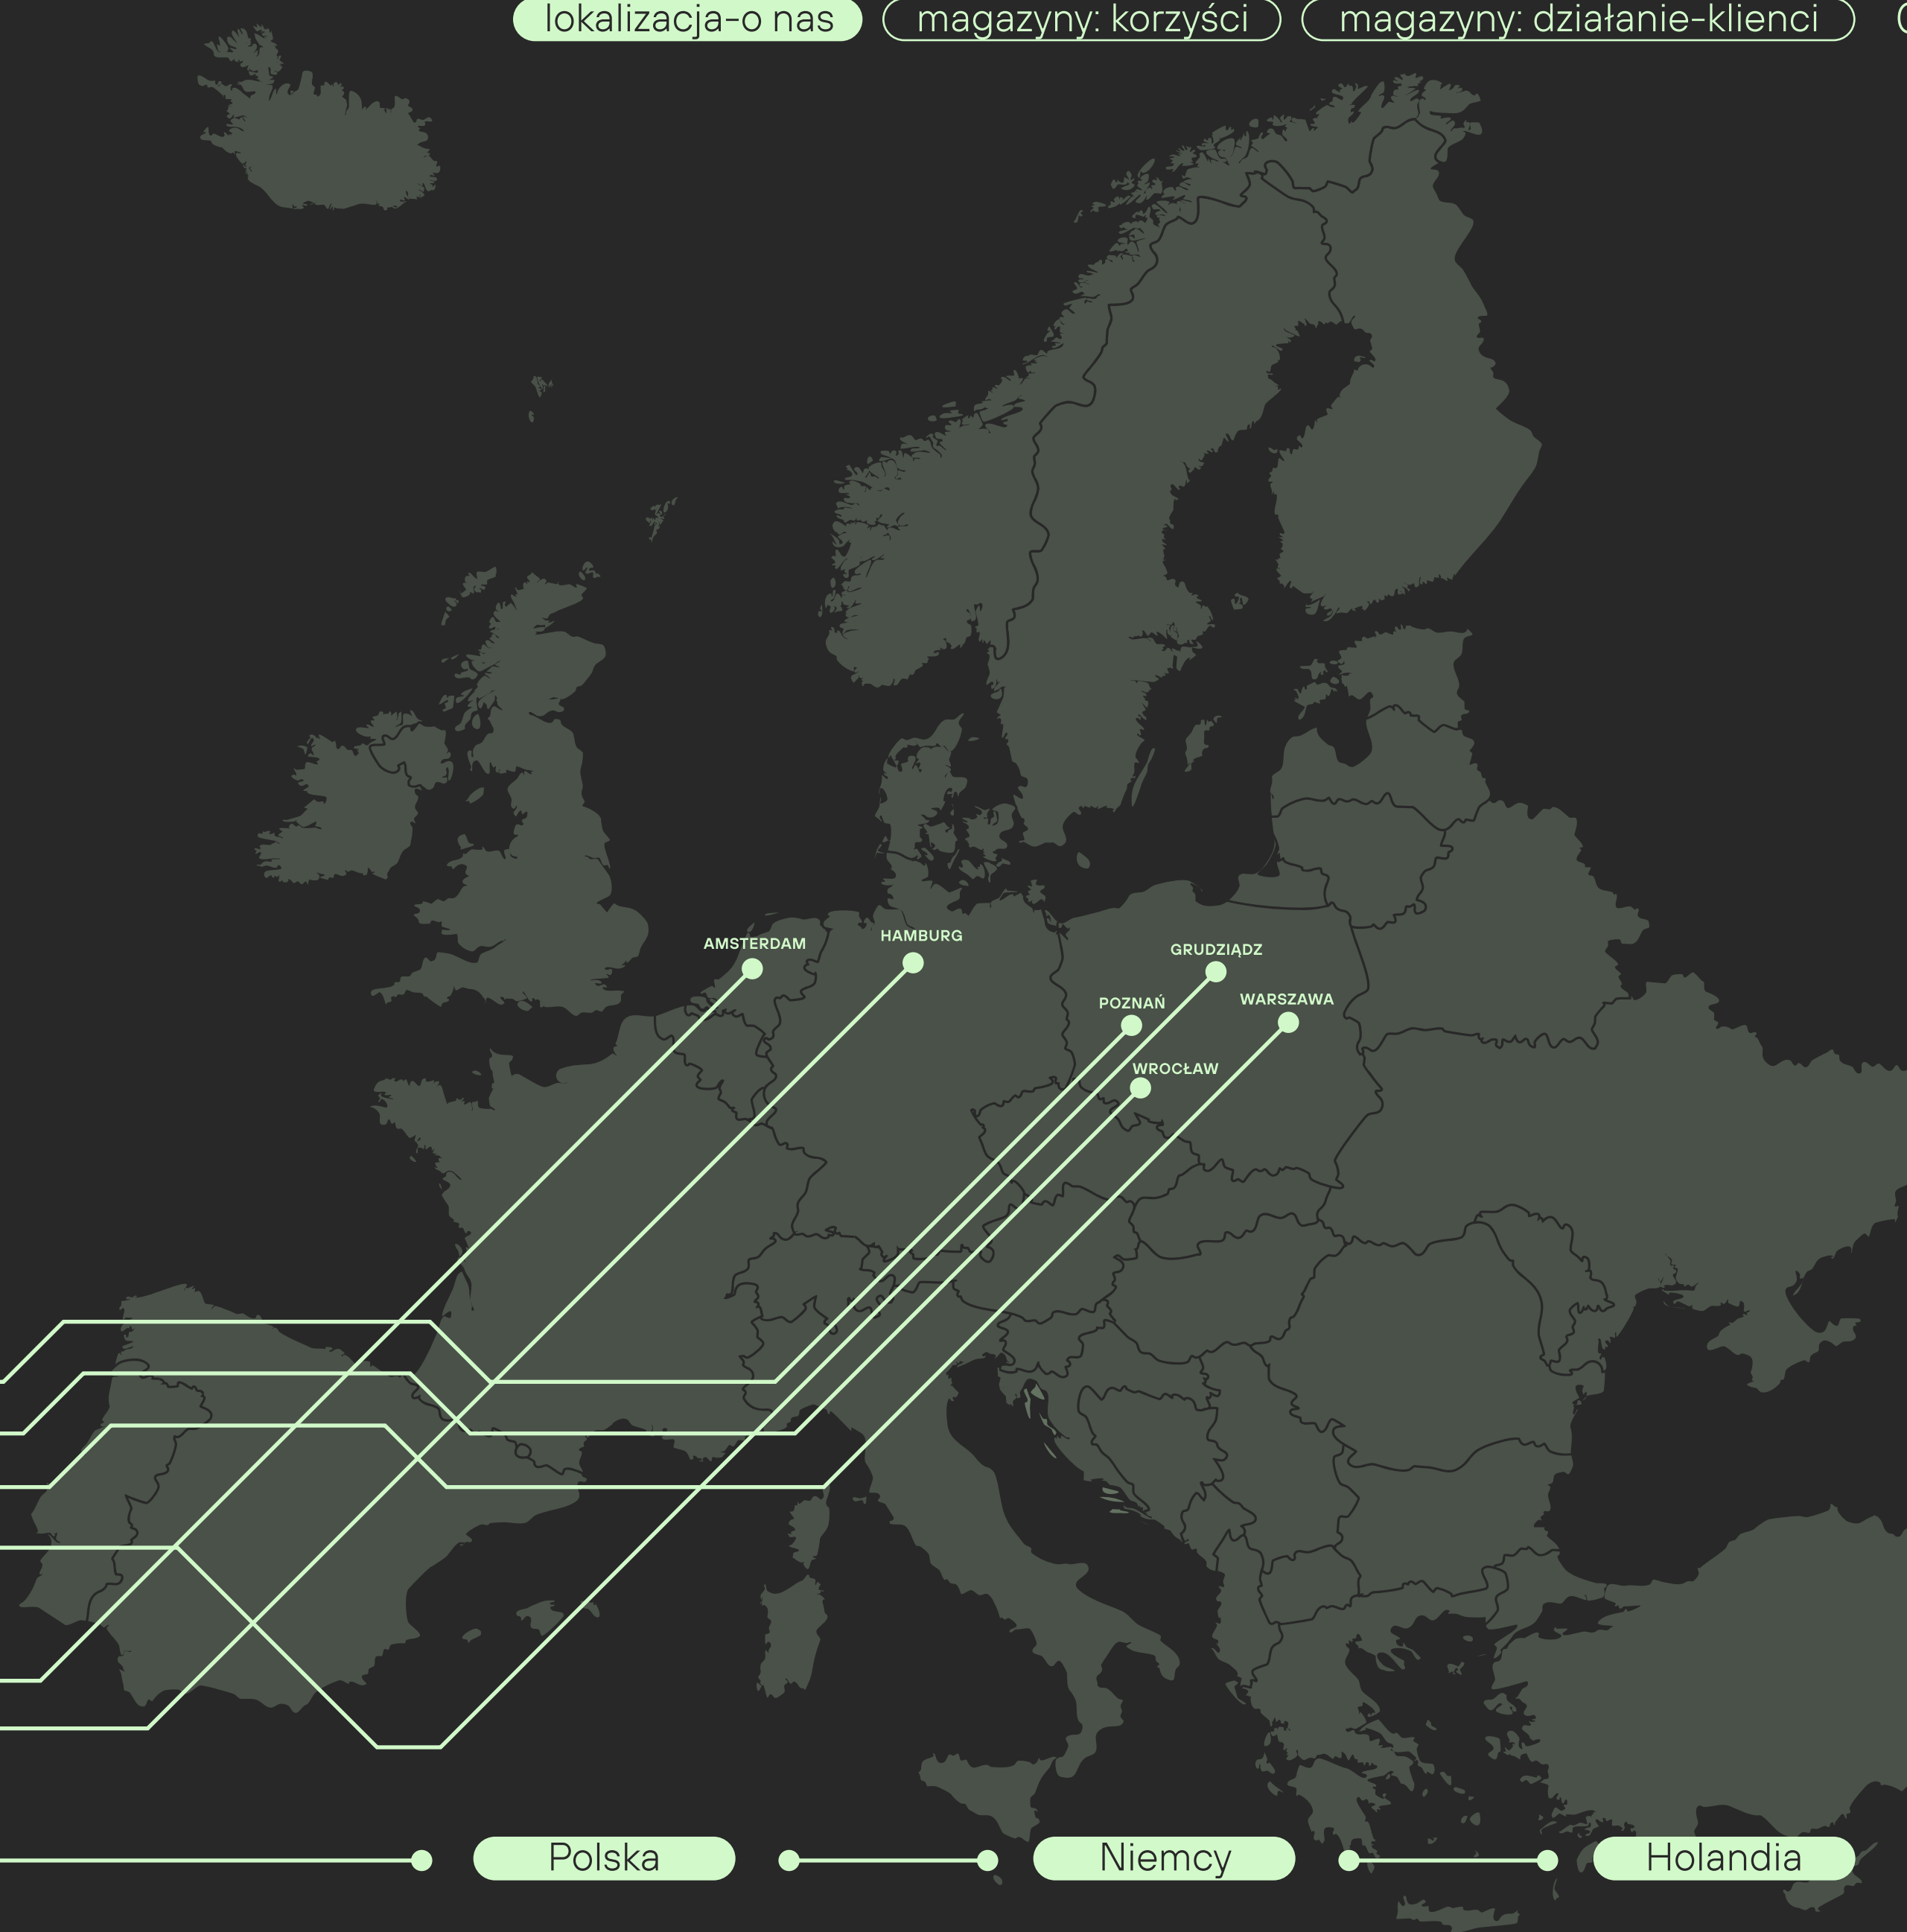 lokalizacja-o nas
magazyny: korzyści
magazyny: działanie-klienci
AMSTERDAM
HAMBURG
GRUDZIĄDZ
POZNAŃ
WARSZAWA
WROCŁAW
Polska
Niemcy
Holandia